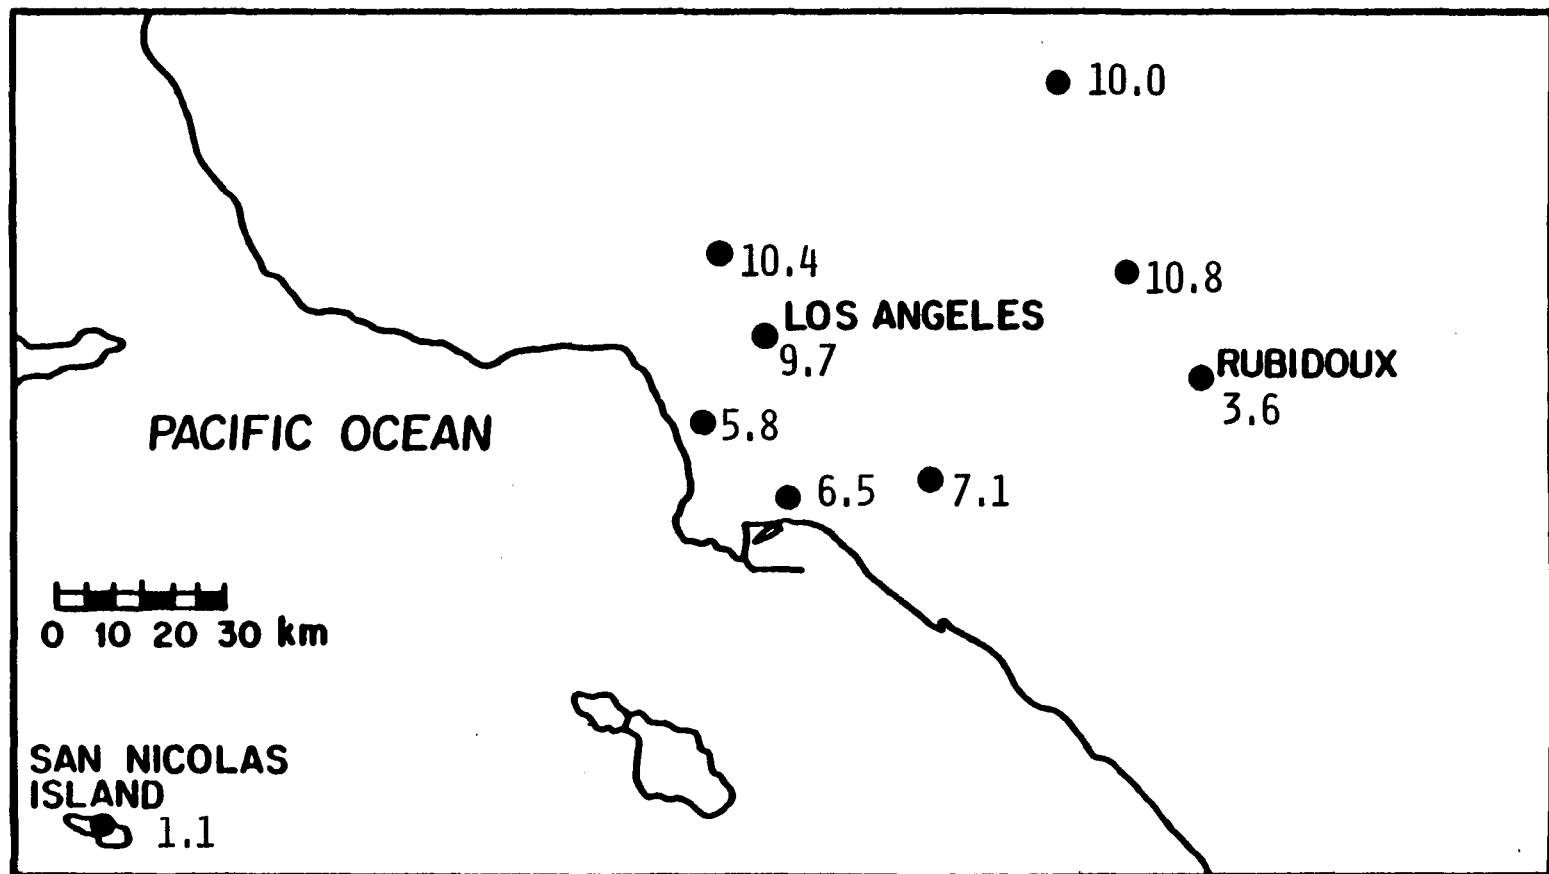 10.0
10.4
10.8
LOS ANGELES
9.7
RUBIDOUX
3.6
PACIFIC OCEAN
5.8
6.5
7.1
0 10 20 30 km
SAN NICOLAS
ISLAND
1.1